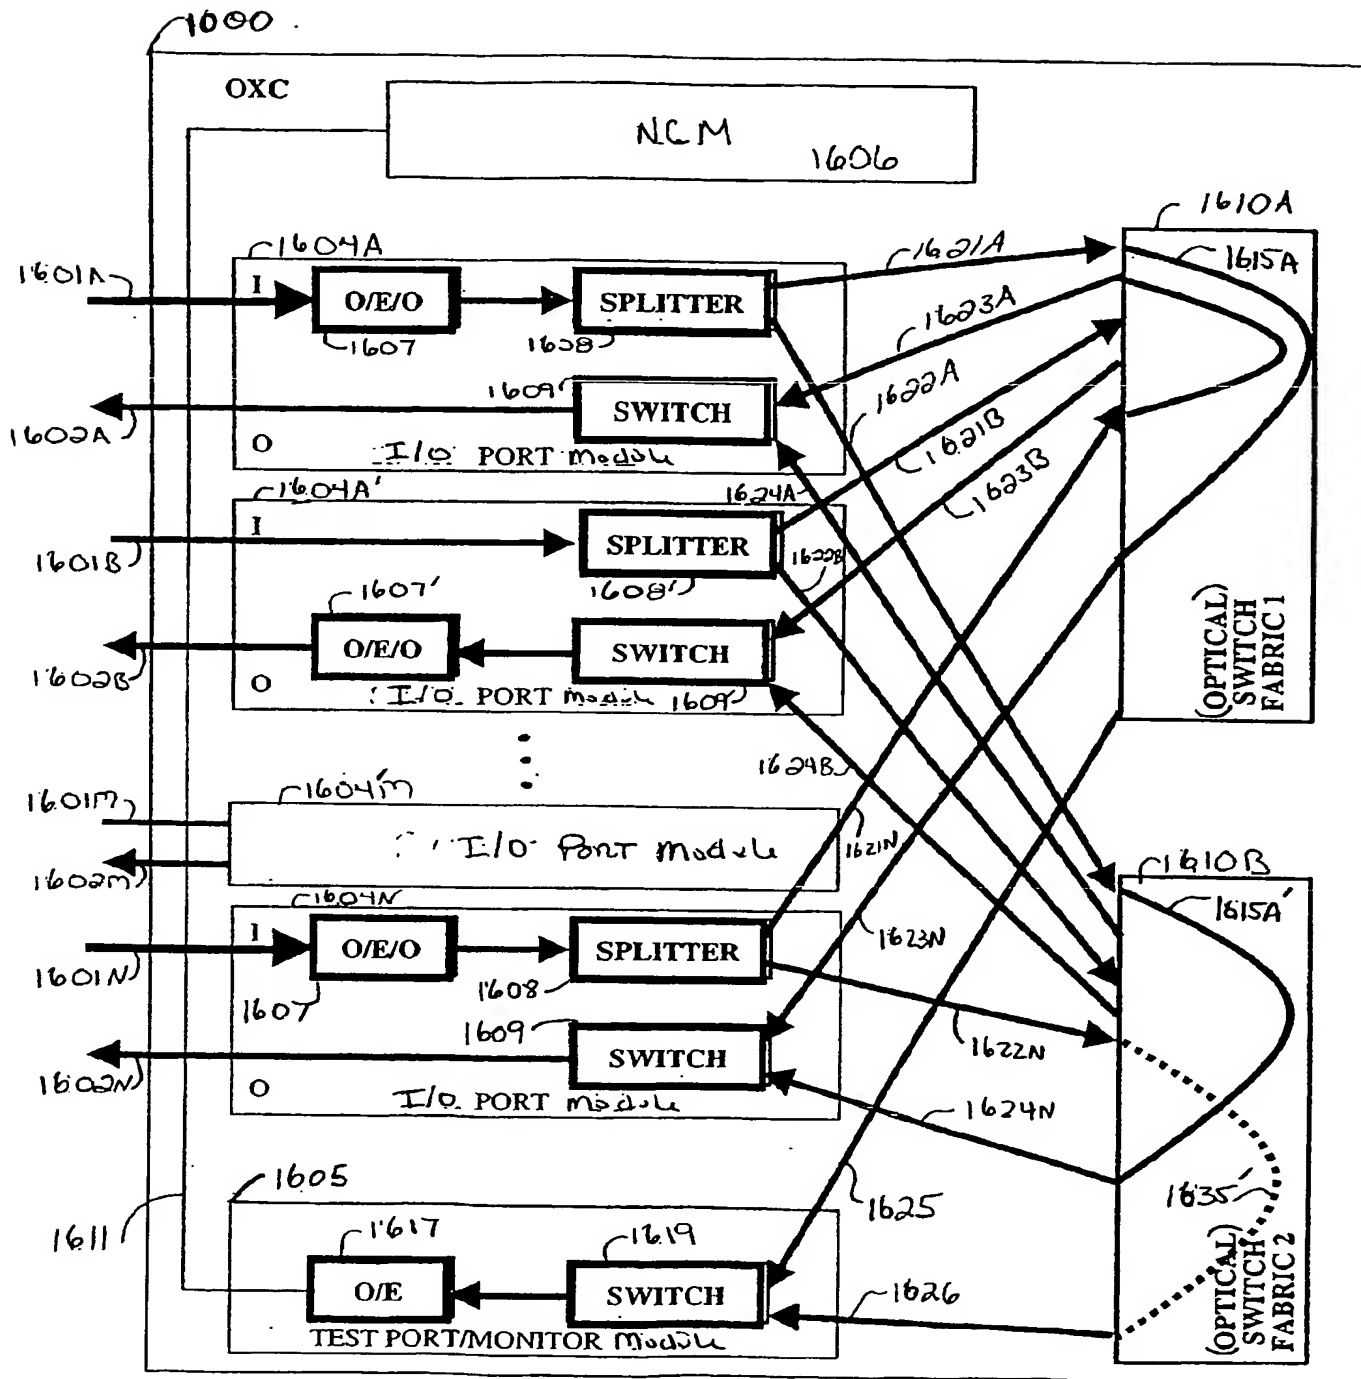 1000
OXC
NCM
1606
1610A
1604A
1621A
1615A
1601A
I
O/E/O
SPLITTER
1623A
1607
1608
1622A
1609'
SWITCH
1602A
O
I/O PORT module
1621B
1623B
1604A'
1624A
I
SPLITTER
1622B
1601B
1608'
1607'
O/E/O
SWITCH
1602B
O
I/O PORT module
1609'
(OPTICAL)
SWITCH
FABRIC 1
1624B
1604'm
1601M
I/O PORT module
1621N
1602M
1610B
1604N
1615A'
I
O/E/O
SPLITTER
1623N
1601N
1607
1608
1609
SWITCH
1622N
1602N
O
I/O PORT module
1624N
1605
1635'
1625
1611
1617
1619
O/E
SWITCH
1626
TEST PORT/MONITOR module
(OPTICAL)
SWITCH
FABRIC 2